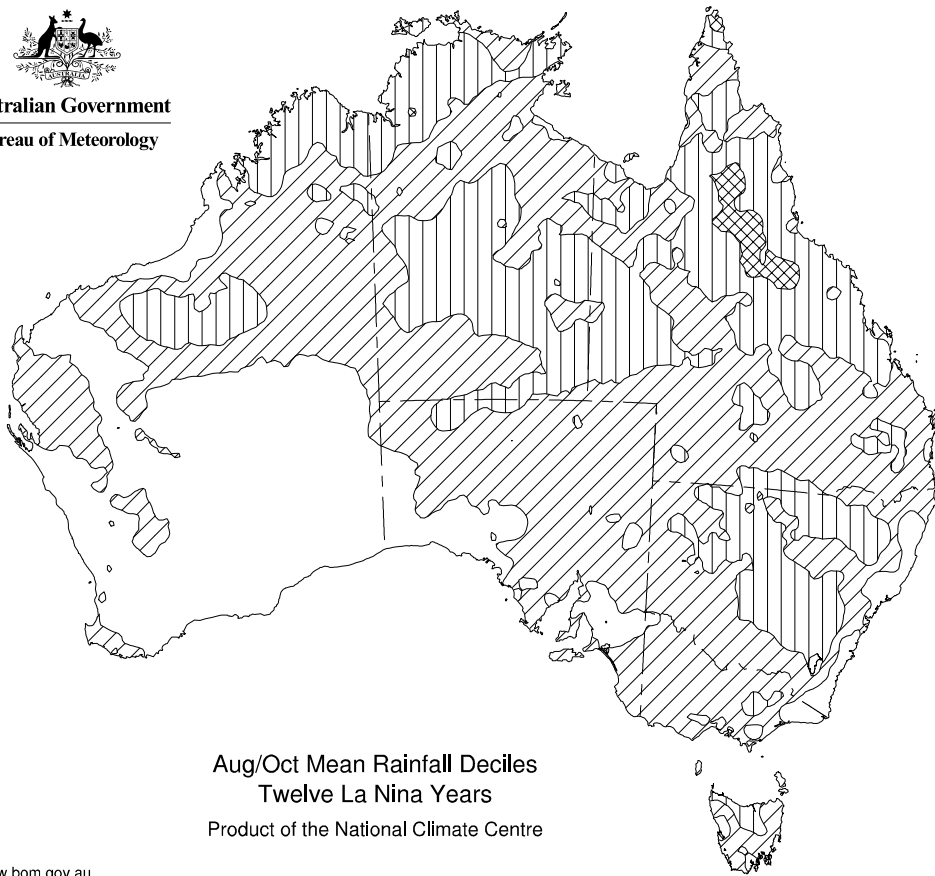 AUSTRALIA
tralian Government
reau of Meteorology
Aug/Oct Mean Rainfall Deciles
Twelve La Nina Years
Product of the National Climate Centre
w.bom.gov.au